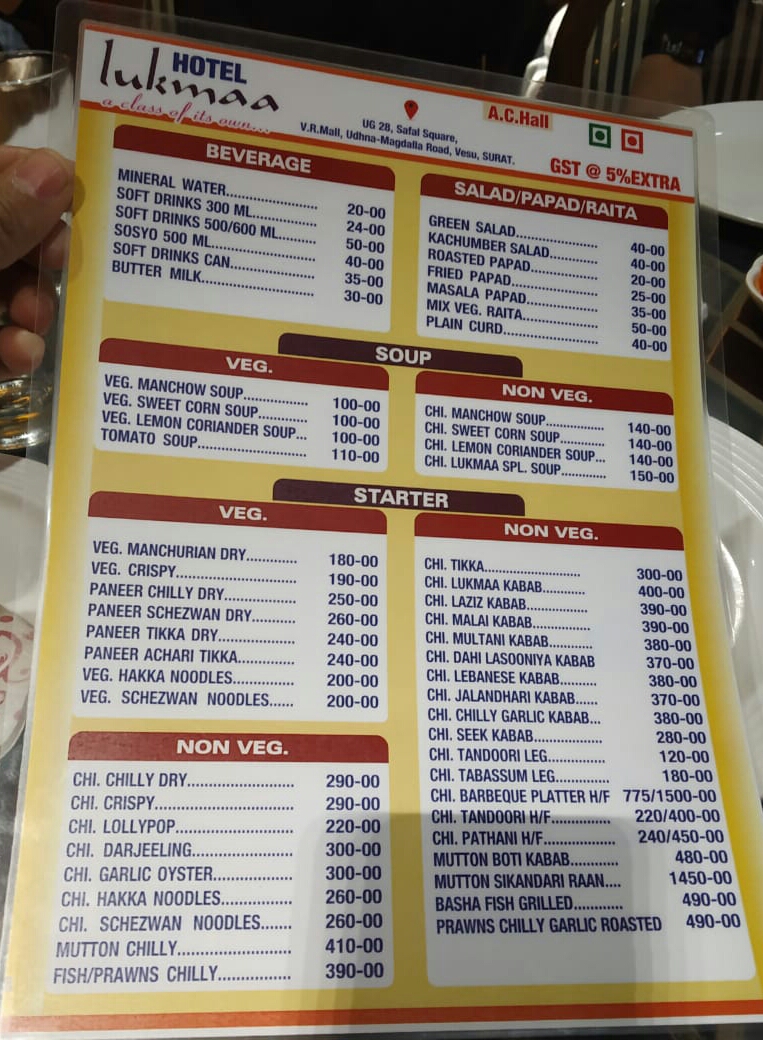 HOTEL
lukmaa
a class of its own...
UG 28, Safal Square,
V.R.Mall, Udhna-Magdalla Road, Vesu, SURAT.
A.C.Hall
GST @ 5%EXTRA
BEVERAGE
MINERAL WATER 20-00
SOFT DRINKS 300 ML 24-00
SOFT DRINKS 500/600 ML 50-00
SOSYO 500 ML 40-00
SOFT DRINKS CAN 35-00
BUTTER MILK 30-00
SALAD/PAPAD/RAITA
GREEN SALAD 40-00
KACHUMBER SALAD 40-00
ROASTED PAPAD 20-00
FRIED PAPAD 25-00
MASALA PAPAD 35-00
MIX VEG. RAITA 50-00
PLAIN CURD 40-00
SOUP
VEG.
VEG. MANCHOW SOUP 100-00
VEG. SWEET CORN SOUP 100-00
VEG. LEMON CORIANDER SOUP... 100-00
TOMATO SOUP 110-00
NON VEG.
CHI. MANCHOW SOUP 140-00
CHI. SWEET CORN SOUP 140-00
CHI. LEMON CORIANDER SOUP... 140-00
CHI. LUKMAA SPL. SOUP 150-00
STARTER
VEG.
VEG. MANCHURIAN DRY 180-00
VEG. CRISPY 190-00
PANEER CHILLY DRY 250-00
PANEER SCHEZWAN DRY 260-00
PANEER TIKKA DRY 240-00
PANEER ACHARI TIKKA 240-00
VEG. HAKKA NOODLES 200-00
VEG. SCHEZWAN NOODLES 200-00
NON VEG.
CHI. CHILLY DRY 290-00
CHI. CRISPY 290-00
CHI. LOLLYPOP 220-00
CHI. DARJEELING 300-00
CHI. GARLIC OYSTER 300-00
CHI. HAKKA NOODLES 260-00
CHI. SCHEZWAN NOODLES 260-00
MUTTON CHILLY 410-00
FISH/PRAWNS CHILLY 390-00
NON VEG.
CHI. TIKKA 300-00
CHI. LUKMAA KABAB 400-00
CHI. LAZIZ KABAB 390-00
CHI. MALAI KABAB 390-00
CHI. MULTANI KABAB 380-00
CHI. DAHI LASOONIYA KABAB 370-00
CHI. LEBANESE KABAB 380-00
CHI. JALANDHARI KABAB 370-00
CHI. CHILLY GARLIC KABAB... 380-00
CHI. SEEK KABAB 280-00
CHI. TANDOORI LEG 120-00
CHI. TABASSUM LEG 180-00
CHI. BARBEQUE PLATTER H/F 775/1500-00
CHI. TANDOORI H/F 220/400-00
CHI. PATHANI H/F 240/450-00
MUTTON BOTI KABAB 480-00
MUTTON SIKANDARI RAAN.... 1450-00
BASHA FISH GRILLED 490-00
PRAWNS CHILLY GARLIC ROASTED 490-00